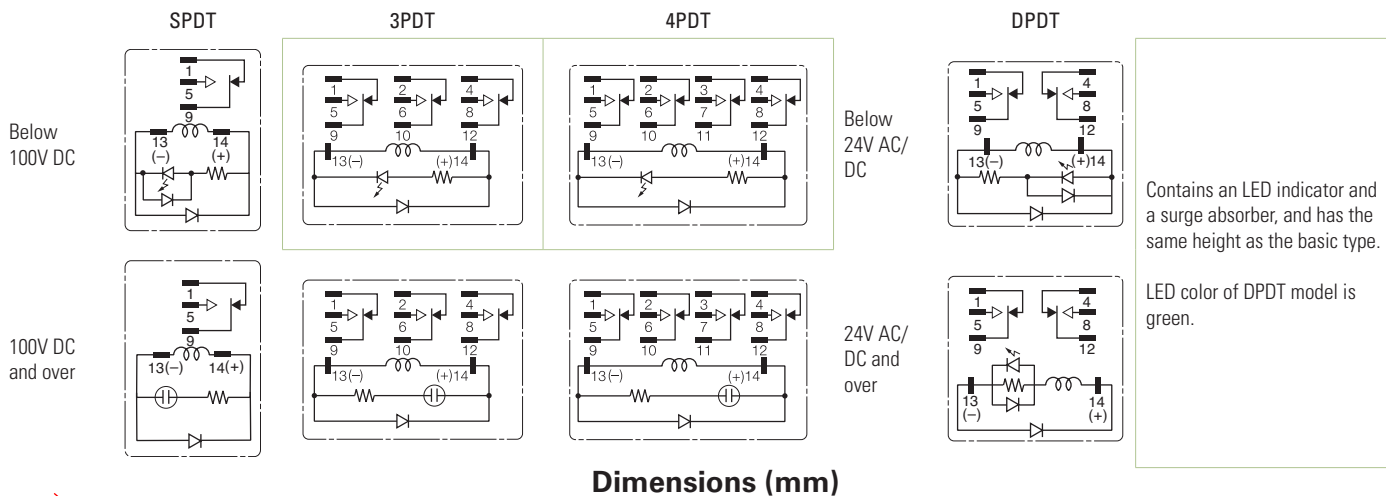 SPDT 3PDT 4PDT DPDT
Below
100V DC
1
5
9
13 14
(–) (+)
1 2 4
5 6 8
9 10 12
13(–) (+)14
1 2 3 4
5 6 7 8
9 10 11 12
13(–) (+)14
Below
24V AC/
DC
1 4
5 8
9 12
13(–) (+)14
Contains an LED indicator and
a surge absorber, and has the
same height as the basic type.
LED color of DPDT model is
green.
100V DC
and over
1
5
9
13(–) 14(+)
1 2 4
5 6 8
9 10 12
13(–) (+)14
1 2 3 4
5 6 7 8
9 10 11 12
13(–) (+)14
24V AC/
DC and
over
1 4
5 8
9 12
13 14
(–) (+)
Dimensions (mm)